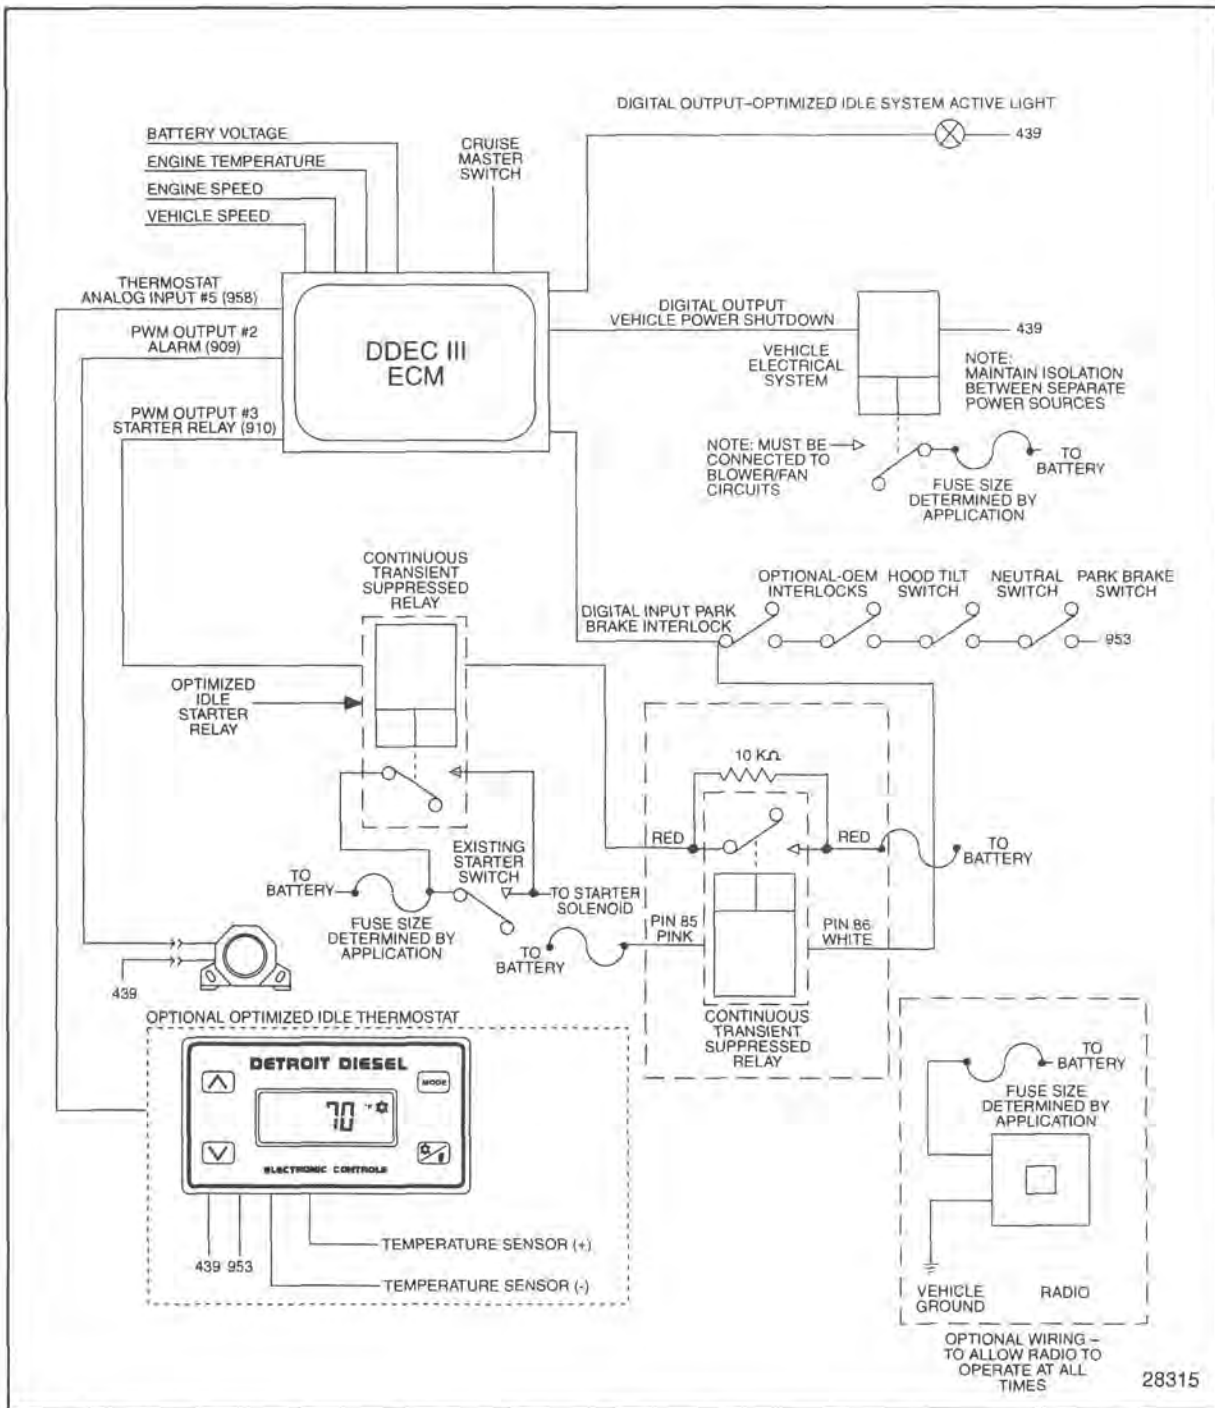 DIGITAL OUTPUT-OPTIMIZED IDLE SYSTEM ACTIVE LIGHT
439
BATTERY VOLTAGE
ENGINE TEMPERATURE
ENGINE SPEED
VEHICLE SPEED
CRUISE
MASTER
SWITCH
THERMOSTAT
ANALOG INPUT #5 (958)
PWM OUTPUT #2
ALARM (909)
PWM OUTPUT #3
STARTER RELAY (910)
DDEC III
ECM
DIGITAL OUTPUT
VEHICLE POWER SHUTDOWN
439
VEHICLE
ELECTRICAL
SYSTEM
NOTE:
MAINTAIN ISOLATION
BETWEEN SEPARATE
POWER SOURCES
NOTE: MUST BE
CONNECTED TO
BLOWER/FAN
CIRCUITS
TO
BATTERY
FUSE SIZE
DETERMINED BY
APPLICATION
CONTINUOUS
TRANSIENT
SUPPRESSED
RELAY
OPTIONAL-OEM
INTERLOCKS
HOOD TILT
SWITCH
NEUTRAL
SWITCH
PARK BRAKE
SWITCH
DIGITAL INPUT PARK
BRAKE INTERLOCK
953
OPTIMIZED
IDLE
STARTER
RELAY
10 KΩ
RED
RED
TO
BATTERY
EXISTING
STARTER
SWITCH
TO
BATTERY
TO STARTER
SOLENOID
FUSE SIZE
DETERMINED BY
APPLICATION
TO
BATTERY
PIN 85
PINK
PIN 86
WHITE
439
CONTINUOUS
TRANSIENT
SUPPRESSED
RELAY
OPTIONAL OPTIMIZED IDLE THERMOSTAT
DETROIT DIESEL
MODE
70 °F
ELECTRONIC CONTROLS
439 953
TEMPERATURE SENSOR (+)
TEMPERATURE SENSOR (-)
TO
BATTERY
FUSE SIZE
DETERMINED BY
APPLICATION
VEHICLE
GROUND
RADIO
OPTIONAL WIRING –
TO ALLOW RADIO TO
OPERATE AT ALL
TIMES
28315